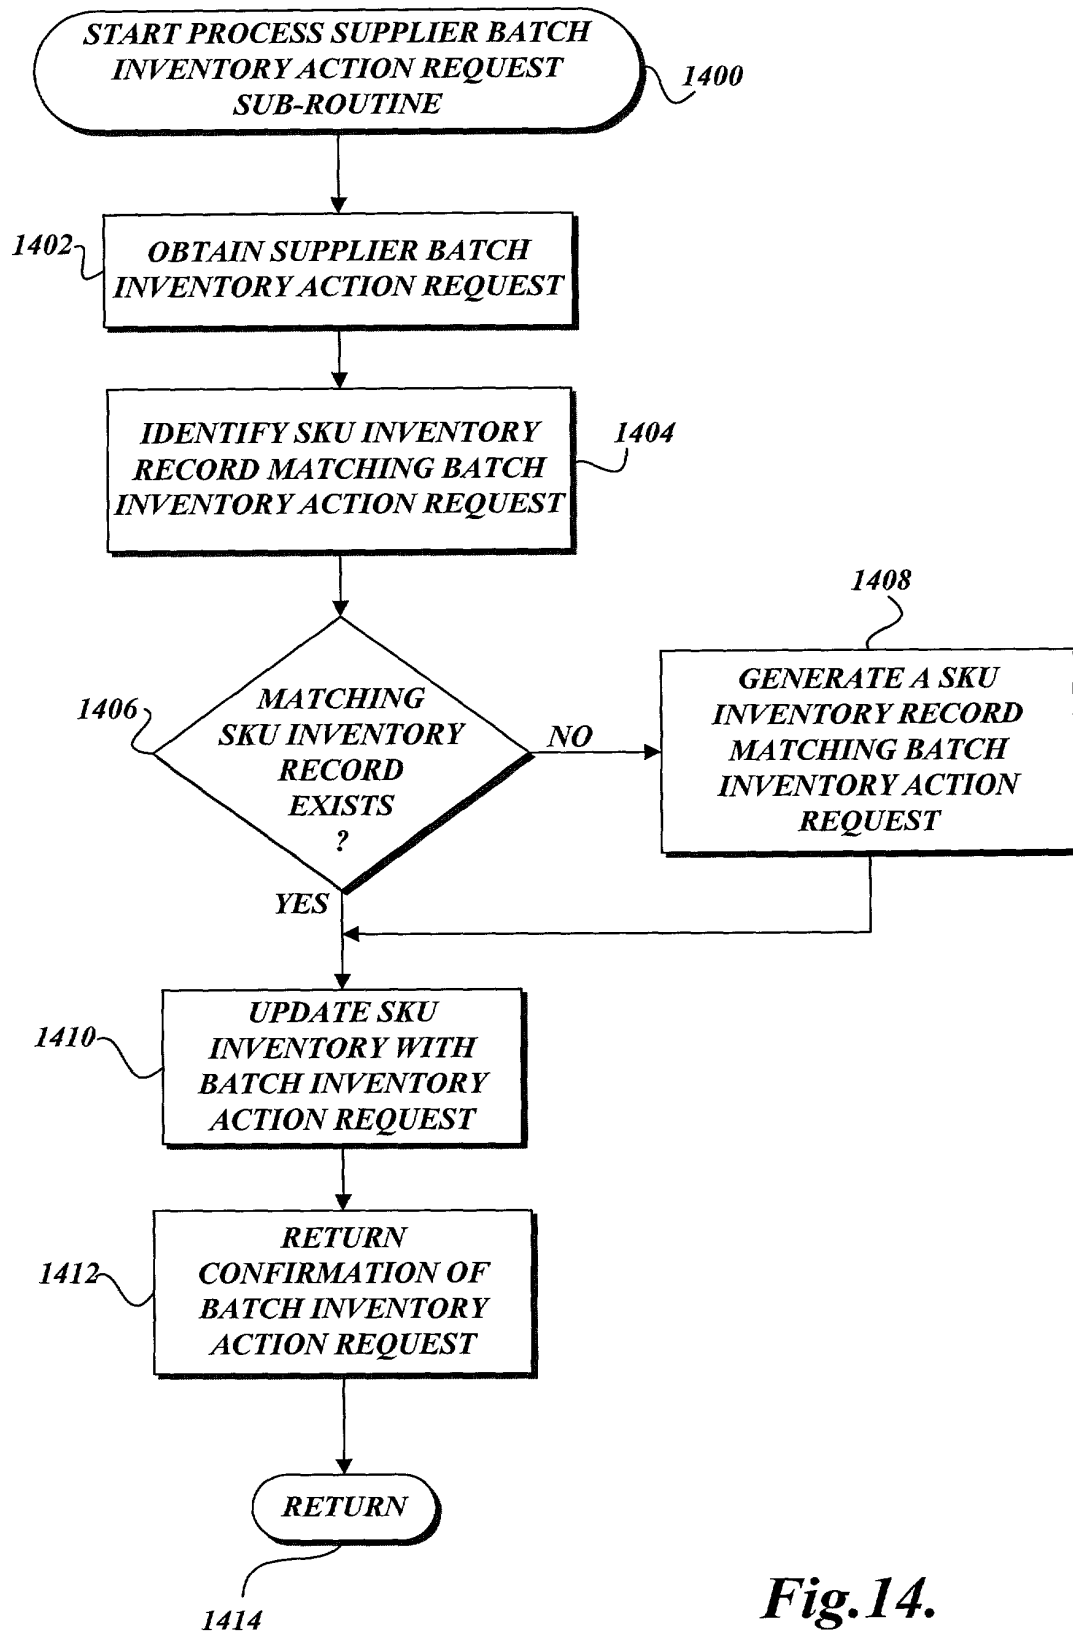 START PROCESS SUPPLIER BATCH
INVENTORY ACTION REQUEST
SUB-ROUTINE
1400
1402
OBTAIN SUPPLIER BATCH
INVENTORY ACTION REQUEST
IDENTIFY SKU INVENTORY
RECORD MATCHING BATCH
INVENTORY ACTION REQUEST
1404
1406
MATCHING
SKU INVENTORY
RECORD
EXISTS
?
NO
YES
1408
GENERATE A SKU
INVENTORY RECORD
MATCHING BATCH
INVENTORY ACTION
REQUEST
1410
UPDATE SKU
INVENTORY WITH
BATCH INVENTORY
ACTION REQUEST
1412
RETURN
CONFIRMATION OF
BATCH INVENTORY
ACTION REQUEST
RETURN
1414
Fig.14.